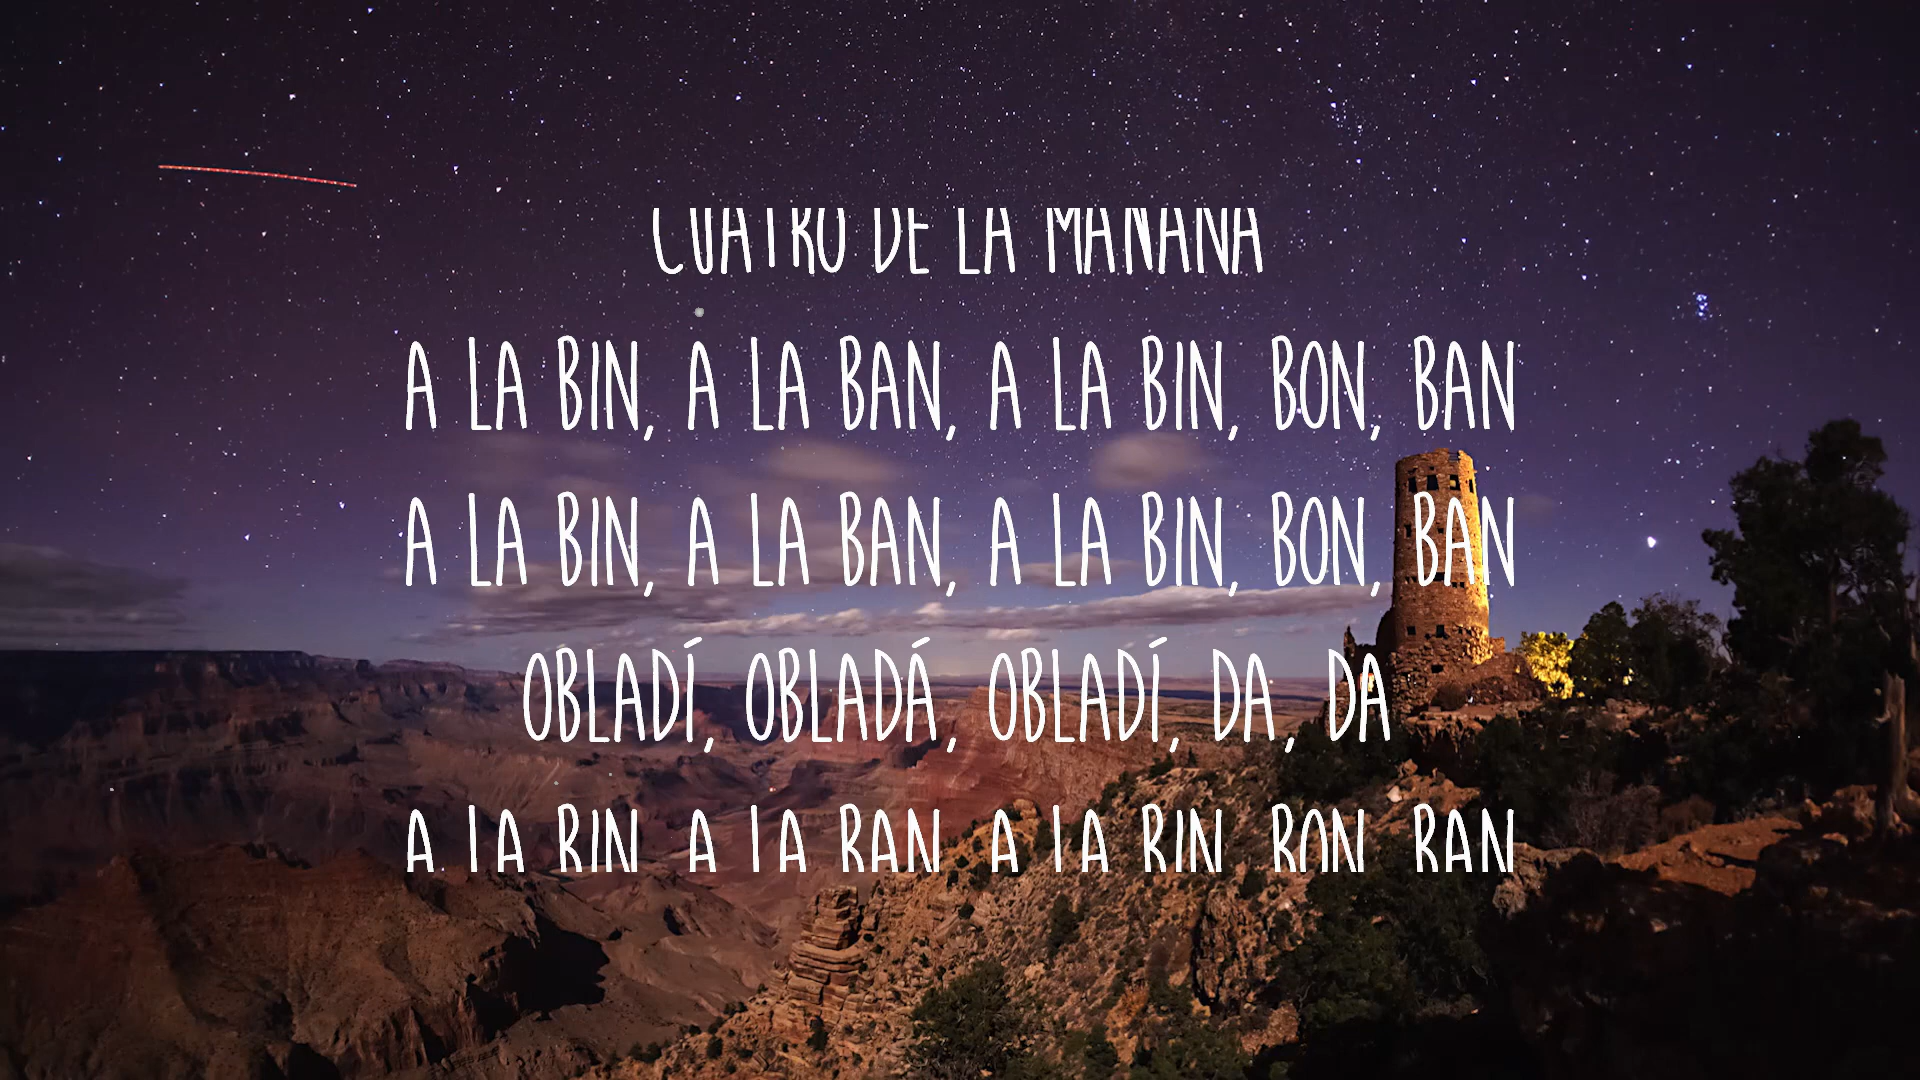 CUATRO DE LA MAÑANA
A LA BIN, A LA BAN, A LA BIN, BON, BAN
A LA BIN, A LA BAN, A LA BIN, BON, BAN
OBLADÍ, OBLADÁ, OBLADÍ, DA, DA
A LA BIN A LA BAN A LA BIN BON BAN